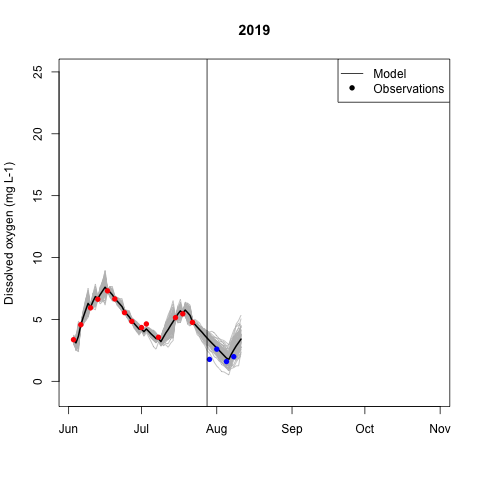 2019
Model
Observations
Dissolved oxygen (mg L-1)
25
20
15
10
5
0
Jun Jul Aug Sep Oct Nov